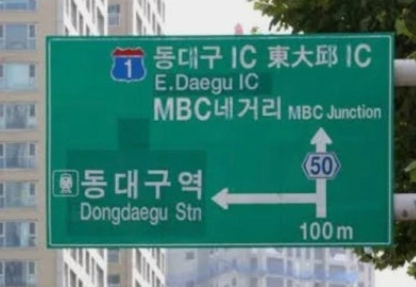 1 동대구 IC 東大邱 IC
E.Daegu IC
MBC네거리 MBC Junction
50
동대구역
Dongdaegu Stn
100m